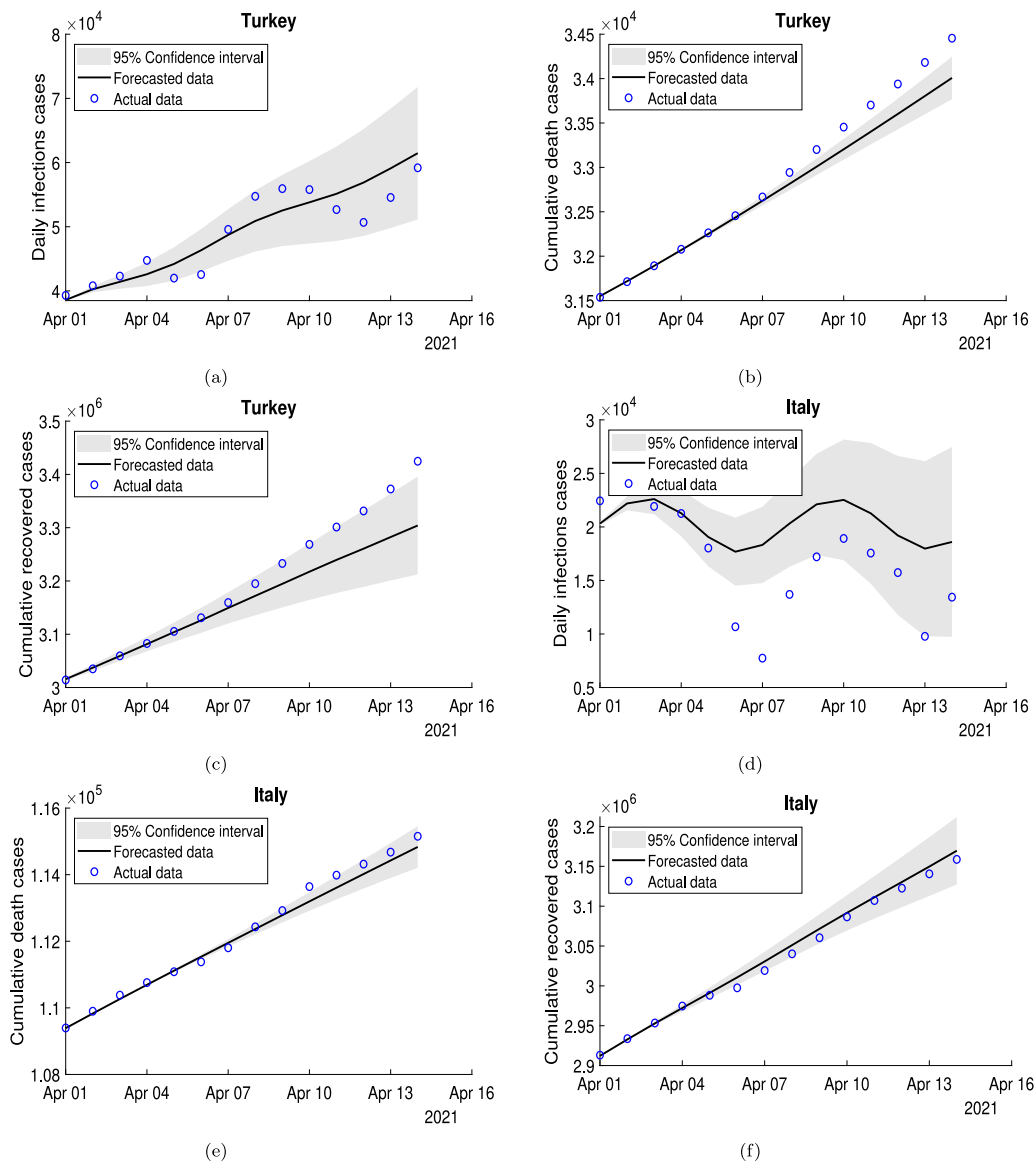 Turkey
×10^4
95% Confidence interval
Forecasted data
Actual data
Daily infections cases
8
7
6
5
4
Apr 01 Apr 04 Apr 07 Apr 10 Apr 13 Apr 16
2021
(a)
Turkey
×10^4
95% Confidence interval
Forecasted data
Actual data
Cumulative death cases
3.45
3.4
3.35
3.3
3.25
3.2
3.15
Apr 01 Apr 04 Apr 07 Apr 10 Apr 13 Apr 16
2021
(b)
Turkey
×10^6
95% Confidence interval
Forecasted data
Actual data
Cumulative recovered cases
3.5
3.4
3.3
3.2
3.1
3
Apr 01 Apr 04 Apr 07 Apr 10 Apr 13 Apr 16
2021
(c)
Italy
×10^4
95% Confidence interval
Forecasted data
Actual data
Daily infections cases
3
2.5
2
1.5
1
0.5
Apr 01 Apr 04 Apr 07 Apr 10 Apr 13 Apr 16
2021
(d)
Italy
×10^5
95% Confidence interval
Forecasted data
Actual data
Cumulative death cases
1.16
1.14
1.12
1.1
1.08
Apr 01 Apr 04 Apr 07 Apr 10 Apr 13 Apr 16
2021
(e)
Italy
×10^6
95% Confidence interval
Forecasted data
Actual data
Cumulative recovered cases
3.2
3.15
3.1
3.05
3
2.95
2.9
Apr 01 Apr 04 Apr 07 Apr 10 Apr 13 Apr 16
2021
(f)